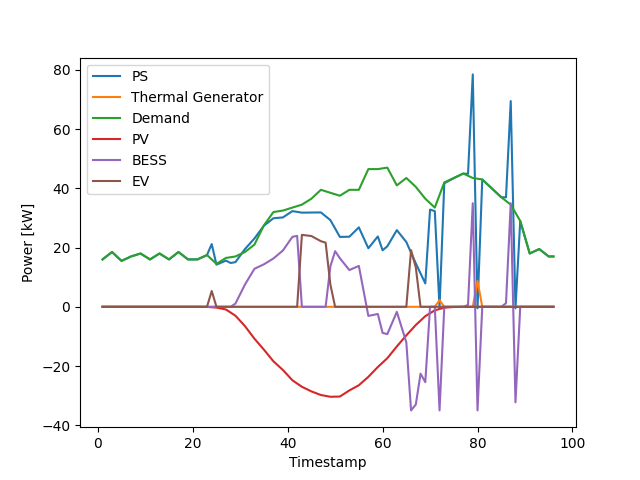 80
60
40
20
0
−20
−40
Power [kW]
PS
Thermal Generator
Demand
PV
BESS
EV
0
20
40
60
80
100
Timestamp